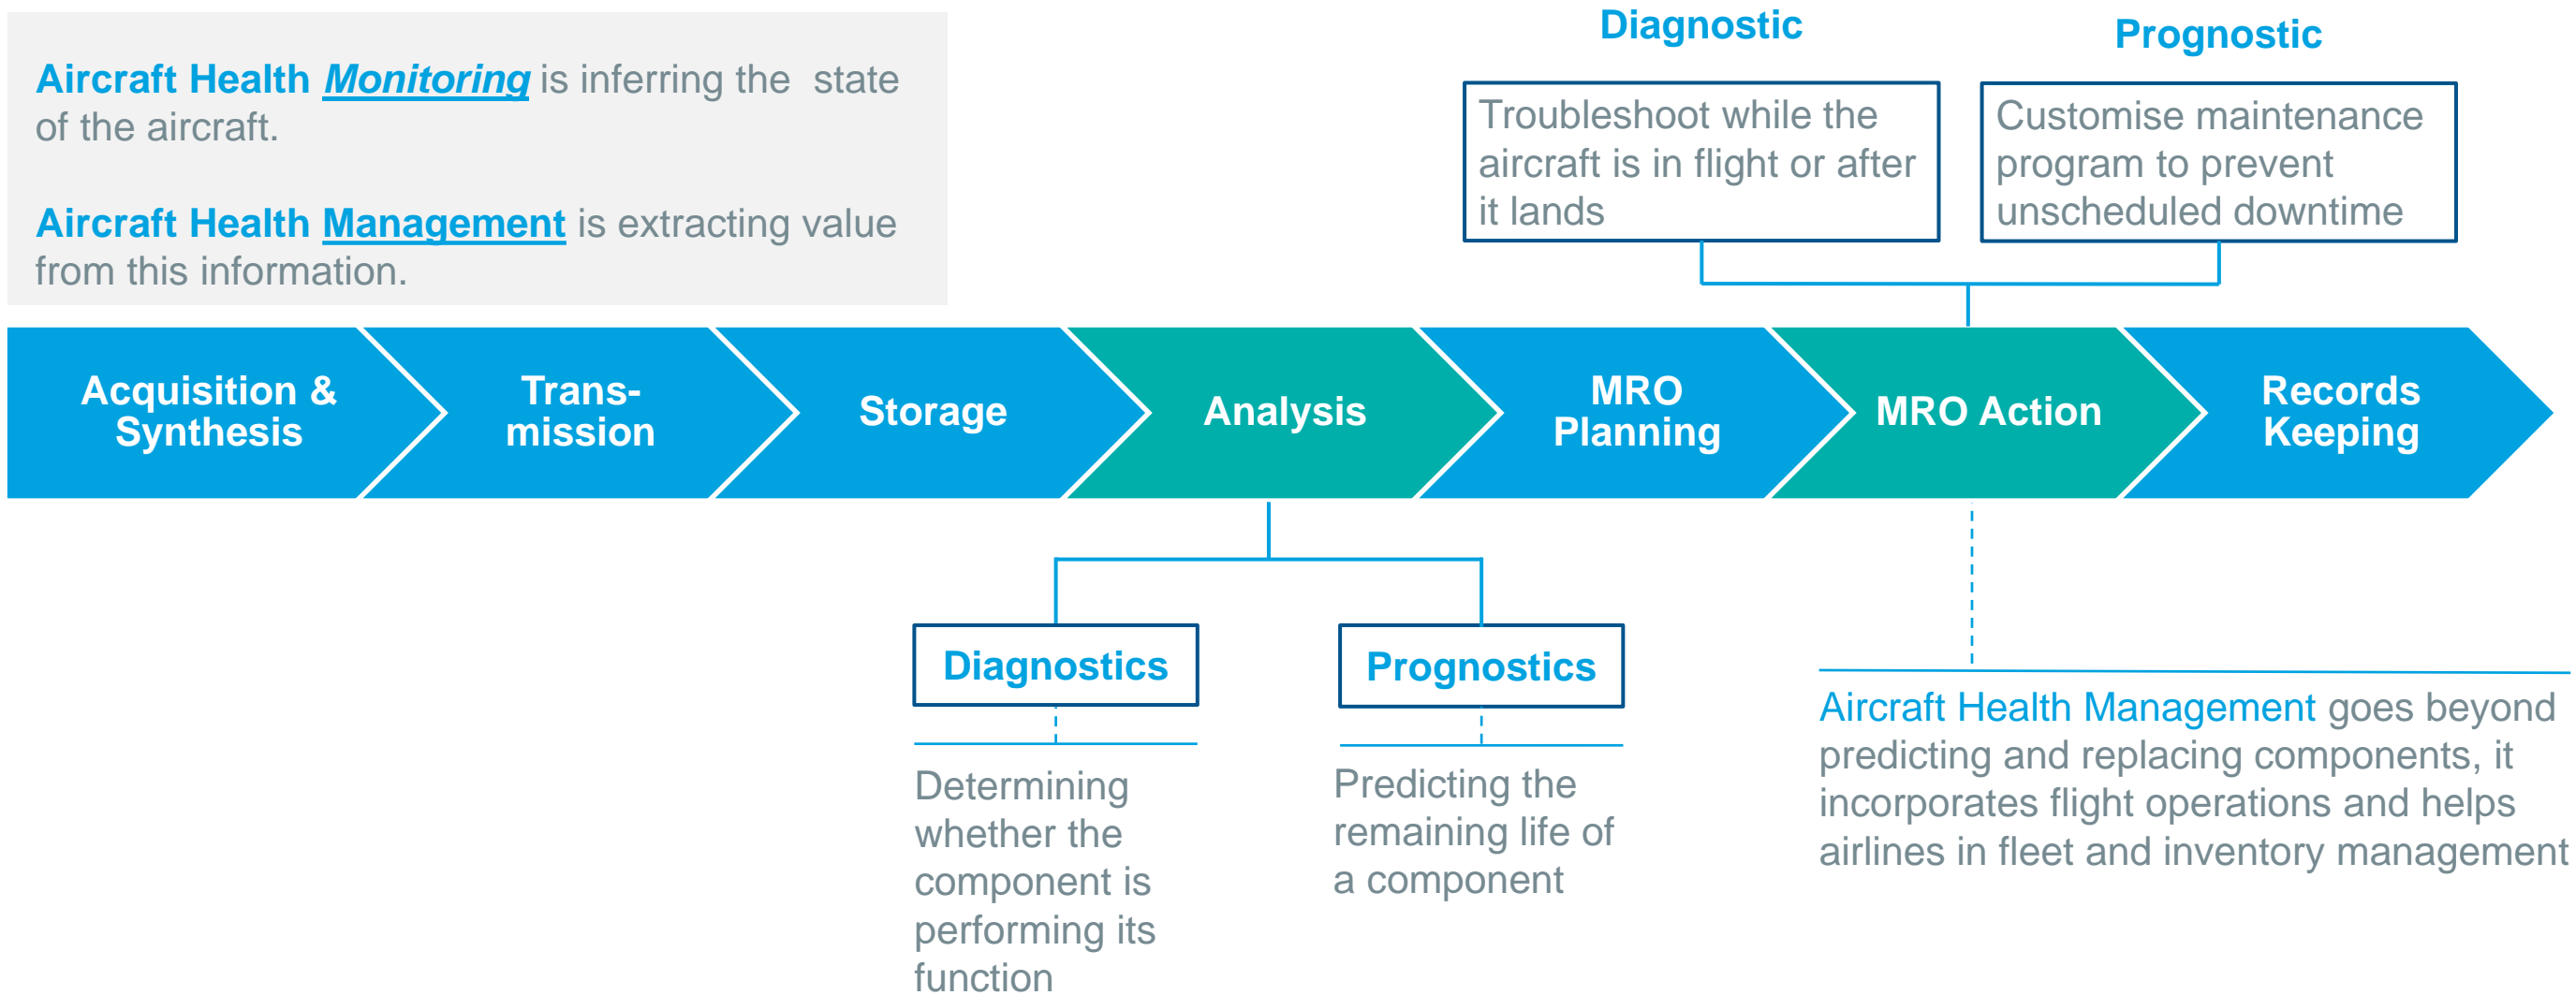 Aircraft Health Monitoring is inferring the state
of the aircraft.
Aircraft Health Management is extracting value
from this information.
Diagnostic
Troubleshoot while the
aircraft is in flight or after
it lands
Prognostic
Customise maintenance
program to prevent
unscheduled downtime
Acquisition &
Synthesis
Trans-
mission
Storage
Analysis
MRO
Planning
MRO Action
Records
Keeping
Diagnostics
Determining
whether the
component is
performing its
function
Prognostics
Predicting the
remaining life of
a component
Aircraft Health Management goes beyond
predicting and replacing components, it
incorporates flight operations and helps
airlines in fleet and inventory management